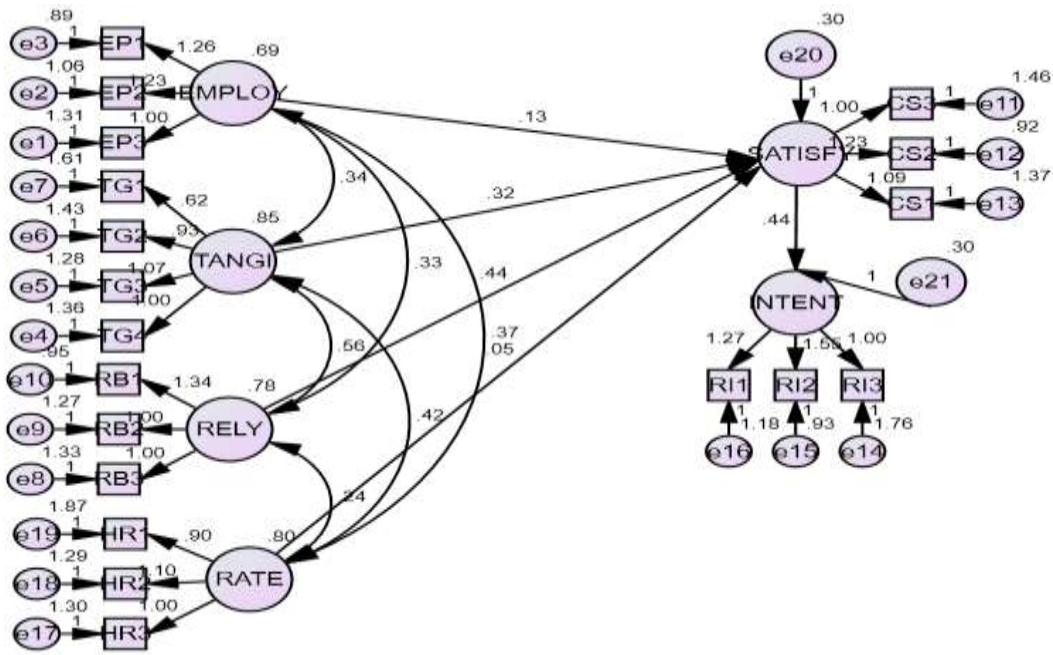 .89
e3 1 EP1 1.26 .69
1.06
e2 1 EP2 1.23 EMPLOY
1.31
e1 1 EP3 1.00
1.61
e7 1 TG1 .62
1.43
e6 1 TG2 .93 .85
1.28
e5 1 TG3 1.07 TANGI
1.36
e4 1 TG4 1.00
.95
e10 1 RB1 1.34 .78
1.27
e9 1 RB2 1.00 RELY
1.33
e8 1 RB3 1.00
1.87
e19 1 HR1 .90 .80
1.29
e18 1 HR2 1.10 RATE
1.30
e17 1 HR3 1.00
.34
.33
.56
.37
.42
.24
.13
.32
.44
.05
.30
e20
1
SATISFY
1.00 CS3 1 e11 1.46
1.23 CS2 1 e12 .92
1.09 CS1 1 e13 1.37
.44
.30
e21
1
INTENT
1.27 1.00
RI1 RI2 RI3
1 1 1
1.18 .93 1.76
e16 e15 e14